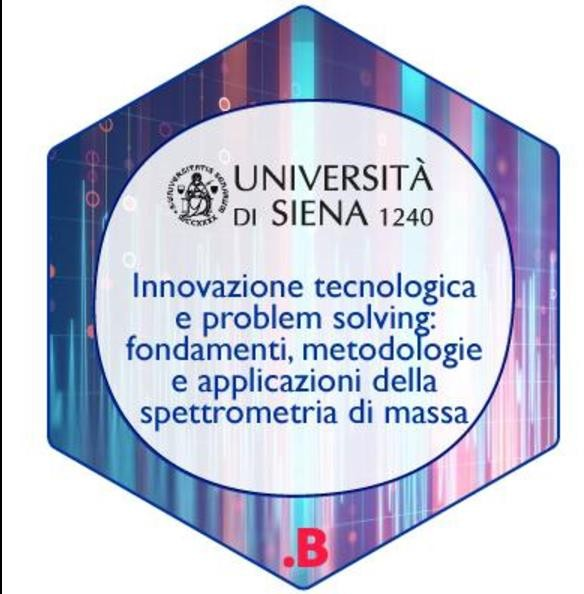 UNIVERSITÀ
DI SIENA 1240
Innovazione tecnologica
e problem solving:
fondamenti, metodologie
e applicazioni della
spettrometria di massa
.B